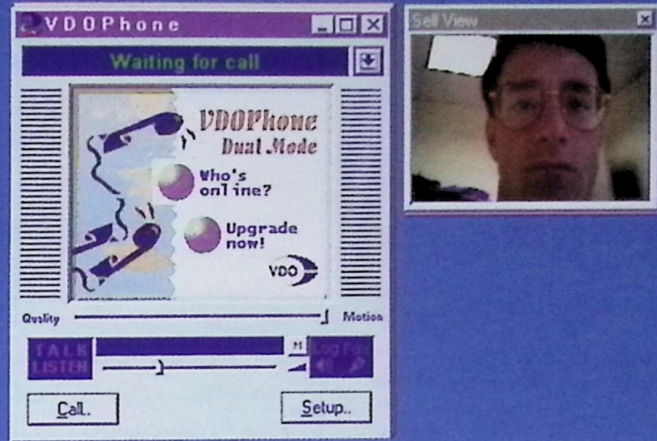 VDOPhone
Self View
Waiting for call
VDOPhone
Dual Mode
Who's
online?
Upgrade
now!
VDO
Quality
Motion
TALK
M
LISTEN
Call..
Setup..